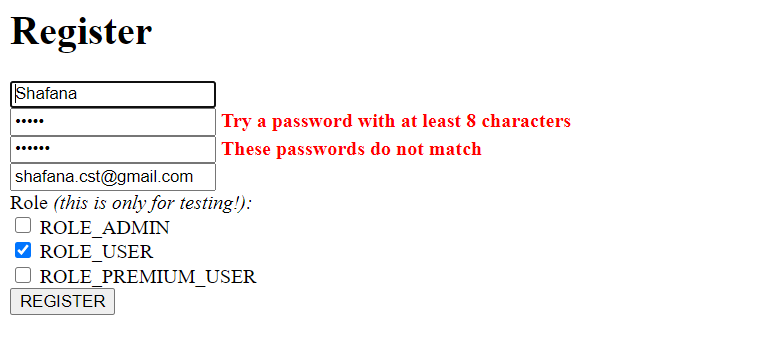 Register
Shafana
••••• Try a password with at least 8 characters
•••••• These passwords do not match
shafana.cst@gmail.com
Role (this is only for testing!):
ROLE_ADMIN
ROLE_USER
ROLE_PREMIUM_USER
REGISTER